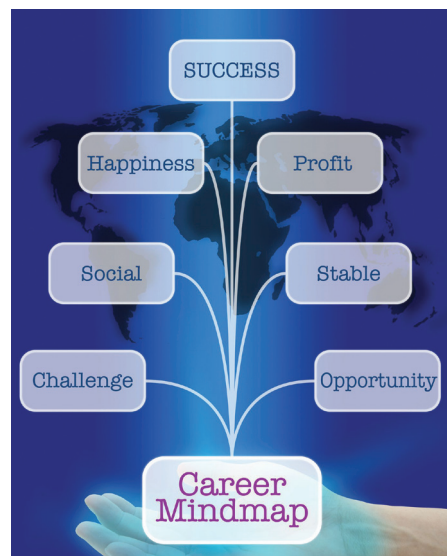 SUCCESS
Happiness
Profit
Social
Stable
Challenge
Opportunity
Career
Mindmap